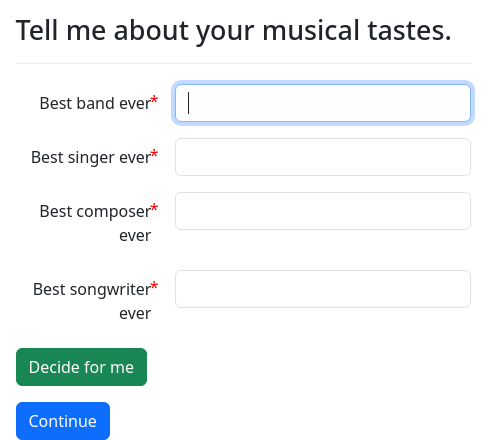 Tell me about your musical tastes.
Best band ever*
Best singer ever*
Best composer*
ever
Best songwriter*
ever
Decide for me
Continue